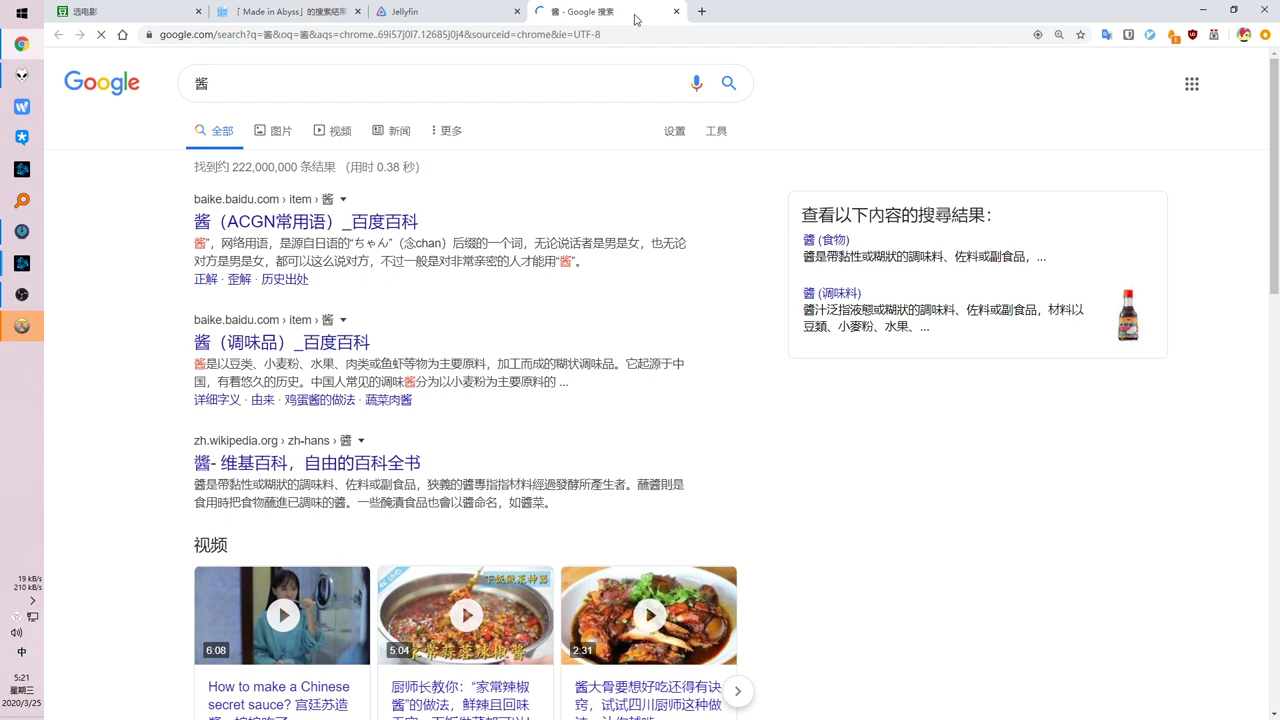 选电影
「 Made in Abyss」的搜索结果
Jellyfin
酱 - Google 搜索
google.com/search?q=酱&oq=酱&aqs=chrome..69i57j0l7.12685j0j4&sourceid=chrome&ie=UTF-8
Google
酱
全部
图片
视频
新闻
更多
设置
工具
找到约 222,000,000 条结果 （用时 0.38 秒）
baike.baidu.com › item › 酱
酱（ACGN常用语）_百度百科
酱”，网络用语，是源自日语的“ちゃん”（念chan）后缀的一个词，无论说话者是男是女，也无论
对方是男是女，都可以这么说对方，不过一般是对非常亲密的人才能用“酱”。
正解 · 歪解 · 历史出处
baike.baidu.com › item › 酱
酱（调味品）_百度百科
酱是以豆类、小麦粉、水果、肉类或鱼虾等物为主要原料，加工而成的糊状调味品。它起源于中
国，有着悠久的历史。中国人常见的调味酱分为以小麦粉为主要原料的 ...
详细字义 · 由来 · 鸡蛋酱的做法 · 蔬菜肉酱
zh.wikipedia.org › zh-hans › 醬
醬- 维基百科，自由的百科全书
醬是帶黏性或糊狀的調味料、佐料或副食品，狹義的醬專指指材料經過發酵所產生者。蘸醬則是
食用時把食物蘸進已調味的醬。一些醃漬食品也會以醬命名，如醬菜。
查看以下內容的搜尋結果：
醬 (食物)
醬是帶黏性或糊狀的調味料、佐料或副食品，...
醬 (调味料)
醬汁泛指液態或糊狀的調味料、佐料或副食品，材料以
豆類、小麥粉、水果、...
视频
6:08
5:04
2:31
How to make a Chinese
secret sauce? 宫廷苏造
厨师长教你：“家常辣椒
酱”的做法，鲜辣且回味
酱大骨要想好吃还得有诀
窍，试试四川厨师这种做
19 kB/s
210 kB/s
中
5:21
星期三
2020/3/25